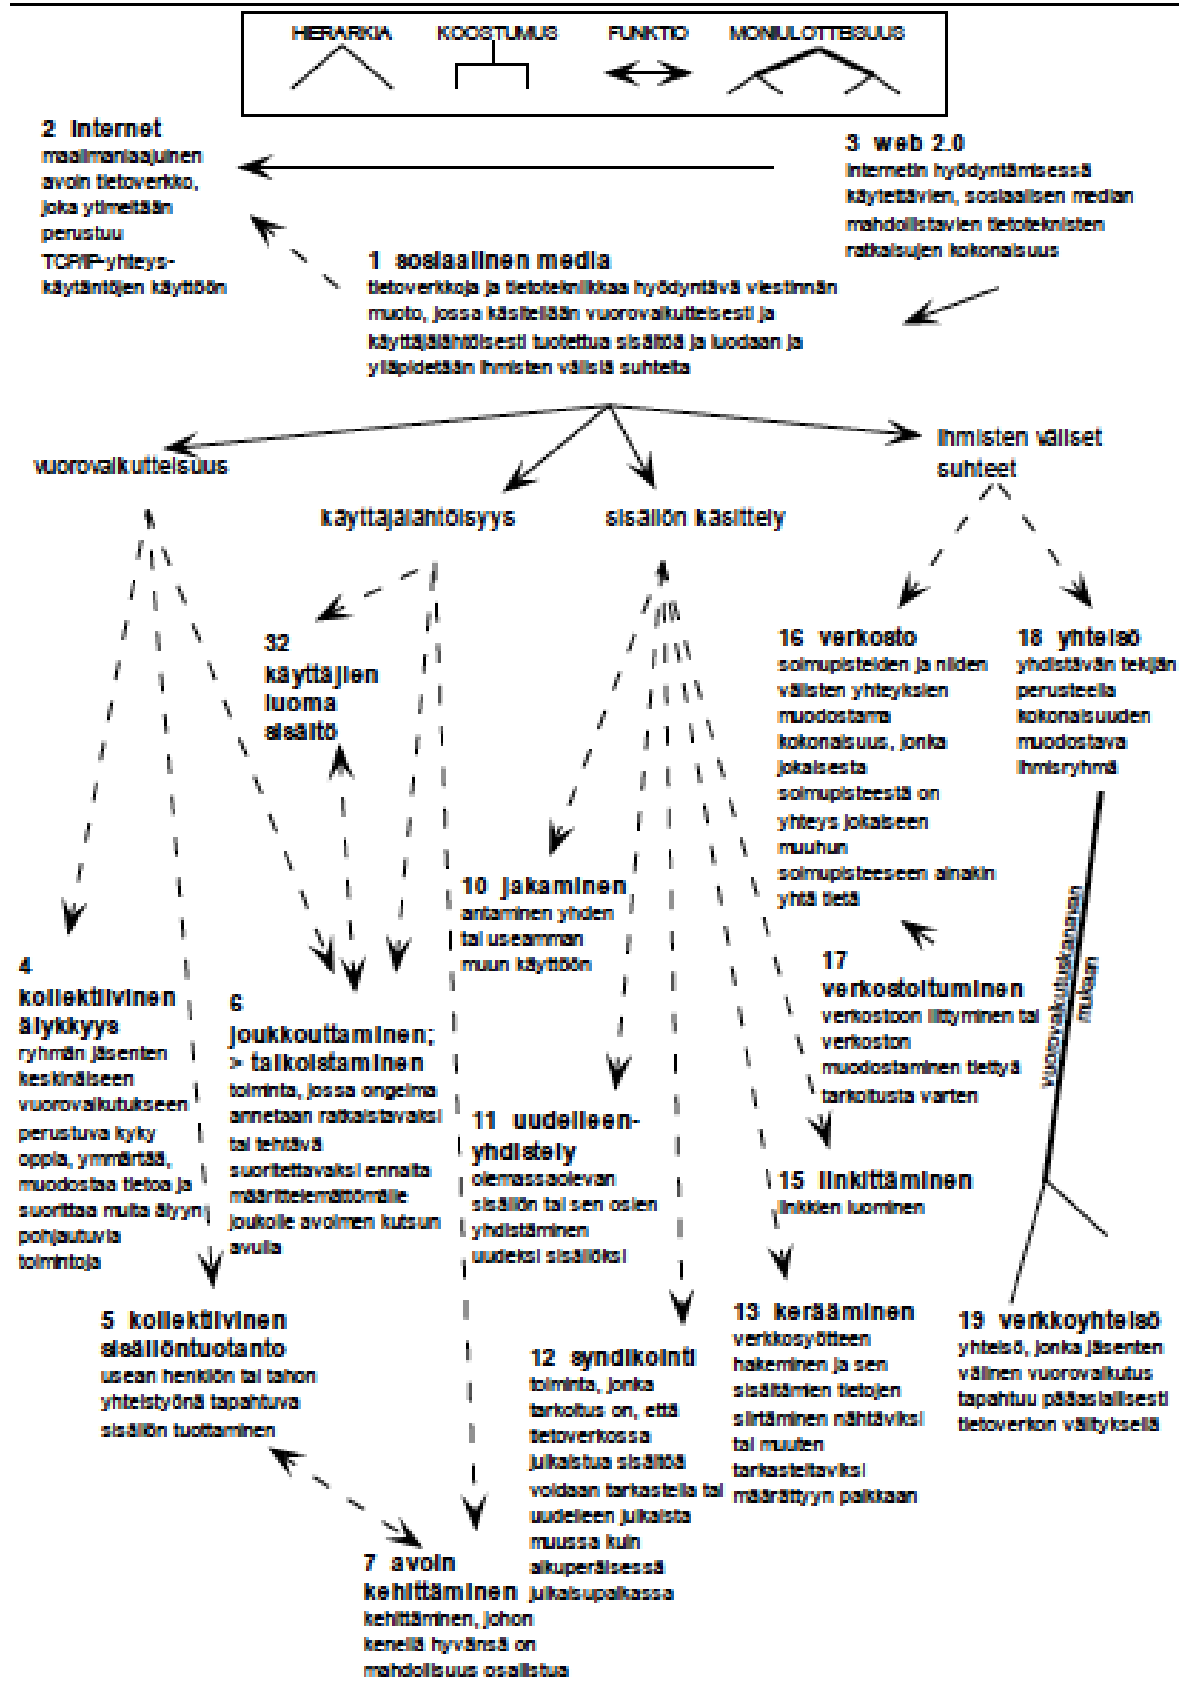 HIERARKIA KOOSTUMUS FUNKTIO MONIULOTTEISUUS
2 Internet
maailmanlaajuinen
avoin tietoverkko,
joka ytimeltään
perustuu
TCP/IP-yhteys-
käytäntöjen käyttöön
3 web 2.0
Internetin hyödyntämisessä
käytettävien, sosiaalisen median
mahdollistavien tietoteknisten
ratkaisujen kokonaisuus
1 sosiaalinen media
tietoverkkoja ja tietotekniikkaa hyödyntävä viestinnän
muoto, jossa käsitellään vuorovaikutteisesti ja
käyttäjälähtöisesti tuotettua sisältöä ja luodaan ja
ylläpidetään ihmisten välisiä suhteita
vuorovaikutteisuus
käyttäjälähtöisyys
sisällön käsittely
ihmisten väliset
suhteet
32
käyttäjien
luoma
sisältö
16 verkosto
solmupisteiden ja niiden
välisten yhteyksien
muodostama
kokonaisuus, jonka
jokaisesta
solmupisteestä on
yhteys jokaiseen
muuhun
solmupisteeseen ainakin
yhtä tietä
18 yhteisö
yhdistävän tekijän
perusteella
kokonaisuuden
muodostava
ihmisryhmä
vuorovaikutuskanavan
mukaan
10 jakaminen
antaminen yhden
tai useamman
muun käyttöön
17
verkostoituminen
verkostoon liittyminen tai
verkoston
muodostaminen tiettyä
tarkoitusta varten
4
kollektiivinen
älykkyys
ryhmän jäsenten
keskinäiseen
vuorovaikutukseen
perustuva kyky
oppia, ymmärtää,
muodostaa tietoa ja
suorittaa muita älyyn
pohjautuvia
toimintoja
6
joukkouttaminen;
> talkoistaminen
toiminta, jossa ongelma
annetaan ratkaistavaksi
tai tehtävä
suoritettavaksi ennalta
määrittelemättömälle
joukolle avoimen kutsun
avulla
11 uudelleen-
yhdistely
olemassaolevan
sisällön tai sen osien
yhdistäminen
uudeksi sisällöksi
15 linkittäminen
linkkien luominen
5 kollektiivinen
sisällöntuotanto
usean henkilön tai tahon
yhteistyönä tapahtuva
sisällön tuottaminen
12 syndikointi
toiminta, jonka
tarkoitus on, että
tietoverkossa
julkaistua sisältöä
voidaan tarkastella tai
uudelleen julkaista
muussa kuin
alkuperäisessä
julkaisupaikassa
13 kerääminen
verkkosyötteen
hakeminen ja sen
sisältämien tietojen
siirtäminen nähtäviksi
tai muuten
tarkasteltaviksi
määrättyyn paikkaan
19 verkkoyhteisö
yhteisö, jonka jäsenten
välinen vuorovaikutus
tapahtuu pääasiallisesti
tietoverkon välityksellä
7 avoin
kehittäminen
kehittäminen, johon
kenellä hyvänsä on
mahdollisuus osallistua